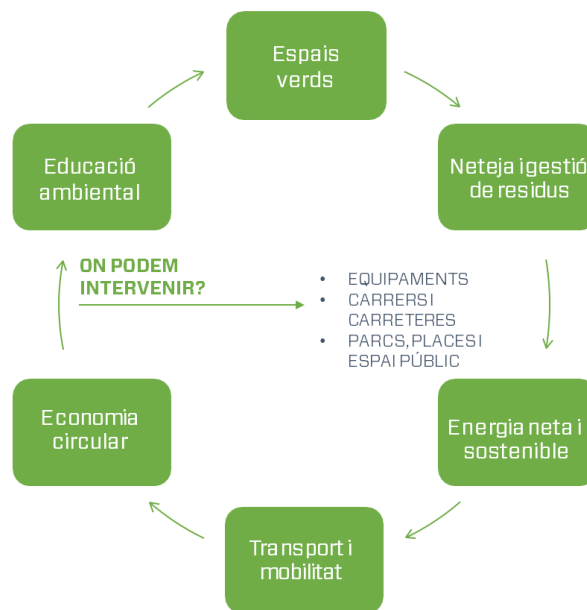 Espais
verds
Neteja i gestió
de residus
Energia neta i
sostenible
Transport i
mobilitat
Economia
circular
Educació
ambiental
ON PODEM
INTERVENIR?
• EQUIPAMENTS
• CARRERS I
CARRETERES
• PARCS, PLACES I
ESPAI PÚBLIC